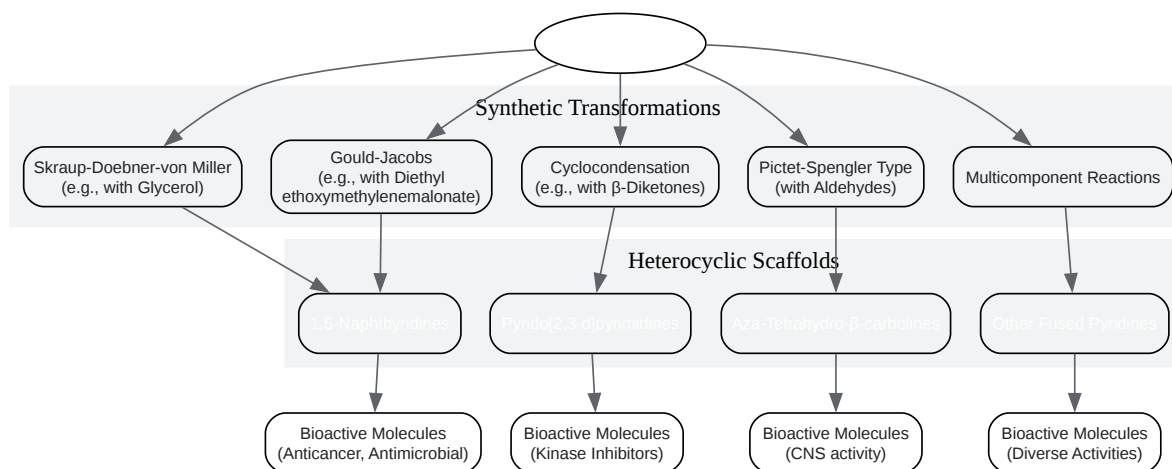 Synthetic Transformations
Skraup-Doebner-von Miller
(e.g., with Glycerol)
Gould-Jacobs
(e.g., with Diethyl
ethoxymethylenemalonate)
Cyclocondensation
(e.g., with β-Diketones)
Pictet-Spengler Type
(with Aldehydes)
Multicomponent Reactions
Heterocyclic Scaffolds
1,5-Naphthyridines
Pyrido[2,3-d]pyrimidines
Aza-Tetrahydro-β-carbolines
Other Fused Pyridines
Bioactive Molecules
(Anticancer, Antimicrobial)
Bioactive Molecules
(Kinase Inhibitors)
Bioactive Molecules
(CNS activity)
Bioactive Molecules
(Diverse Activities)